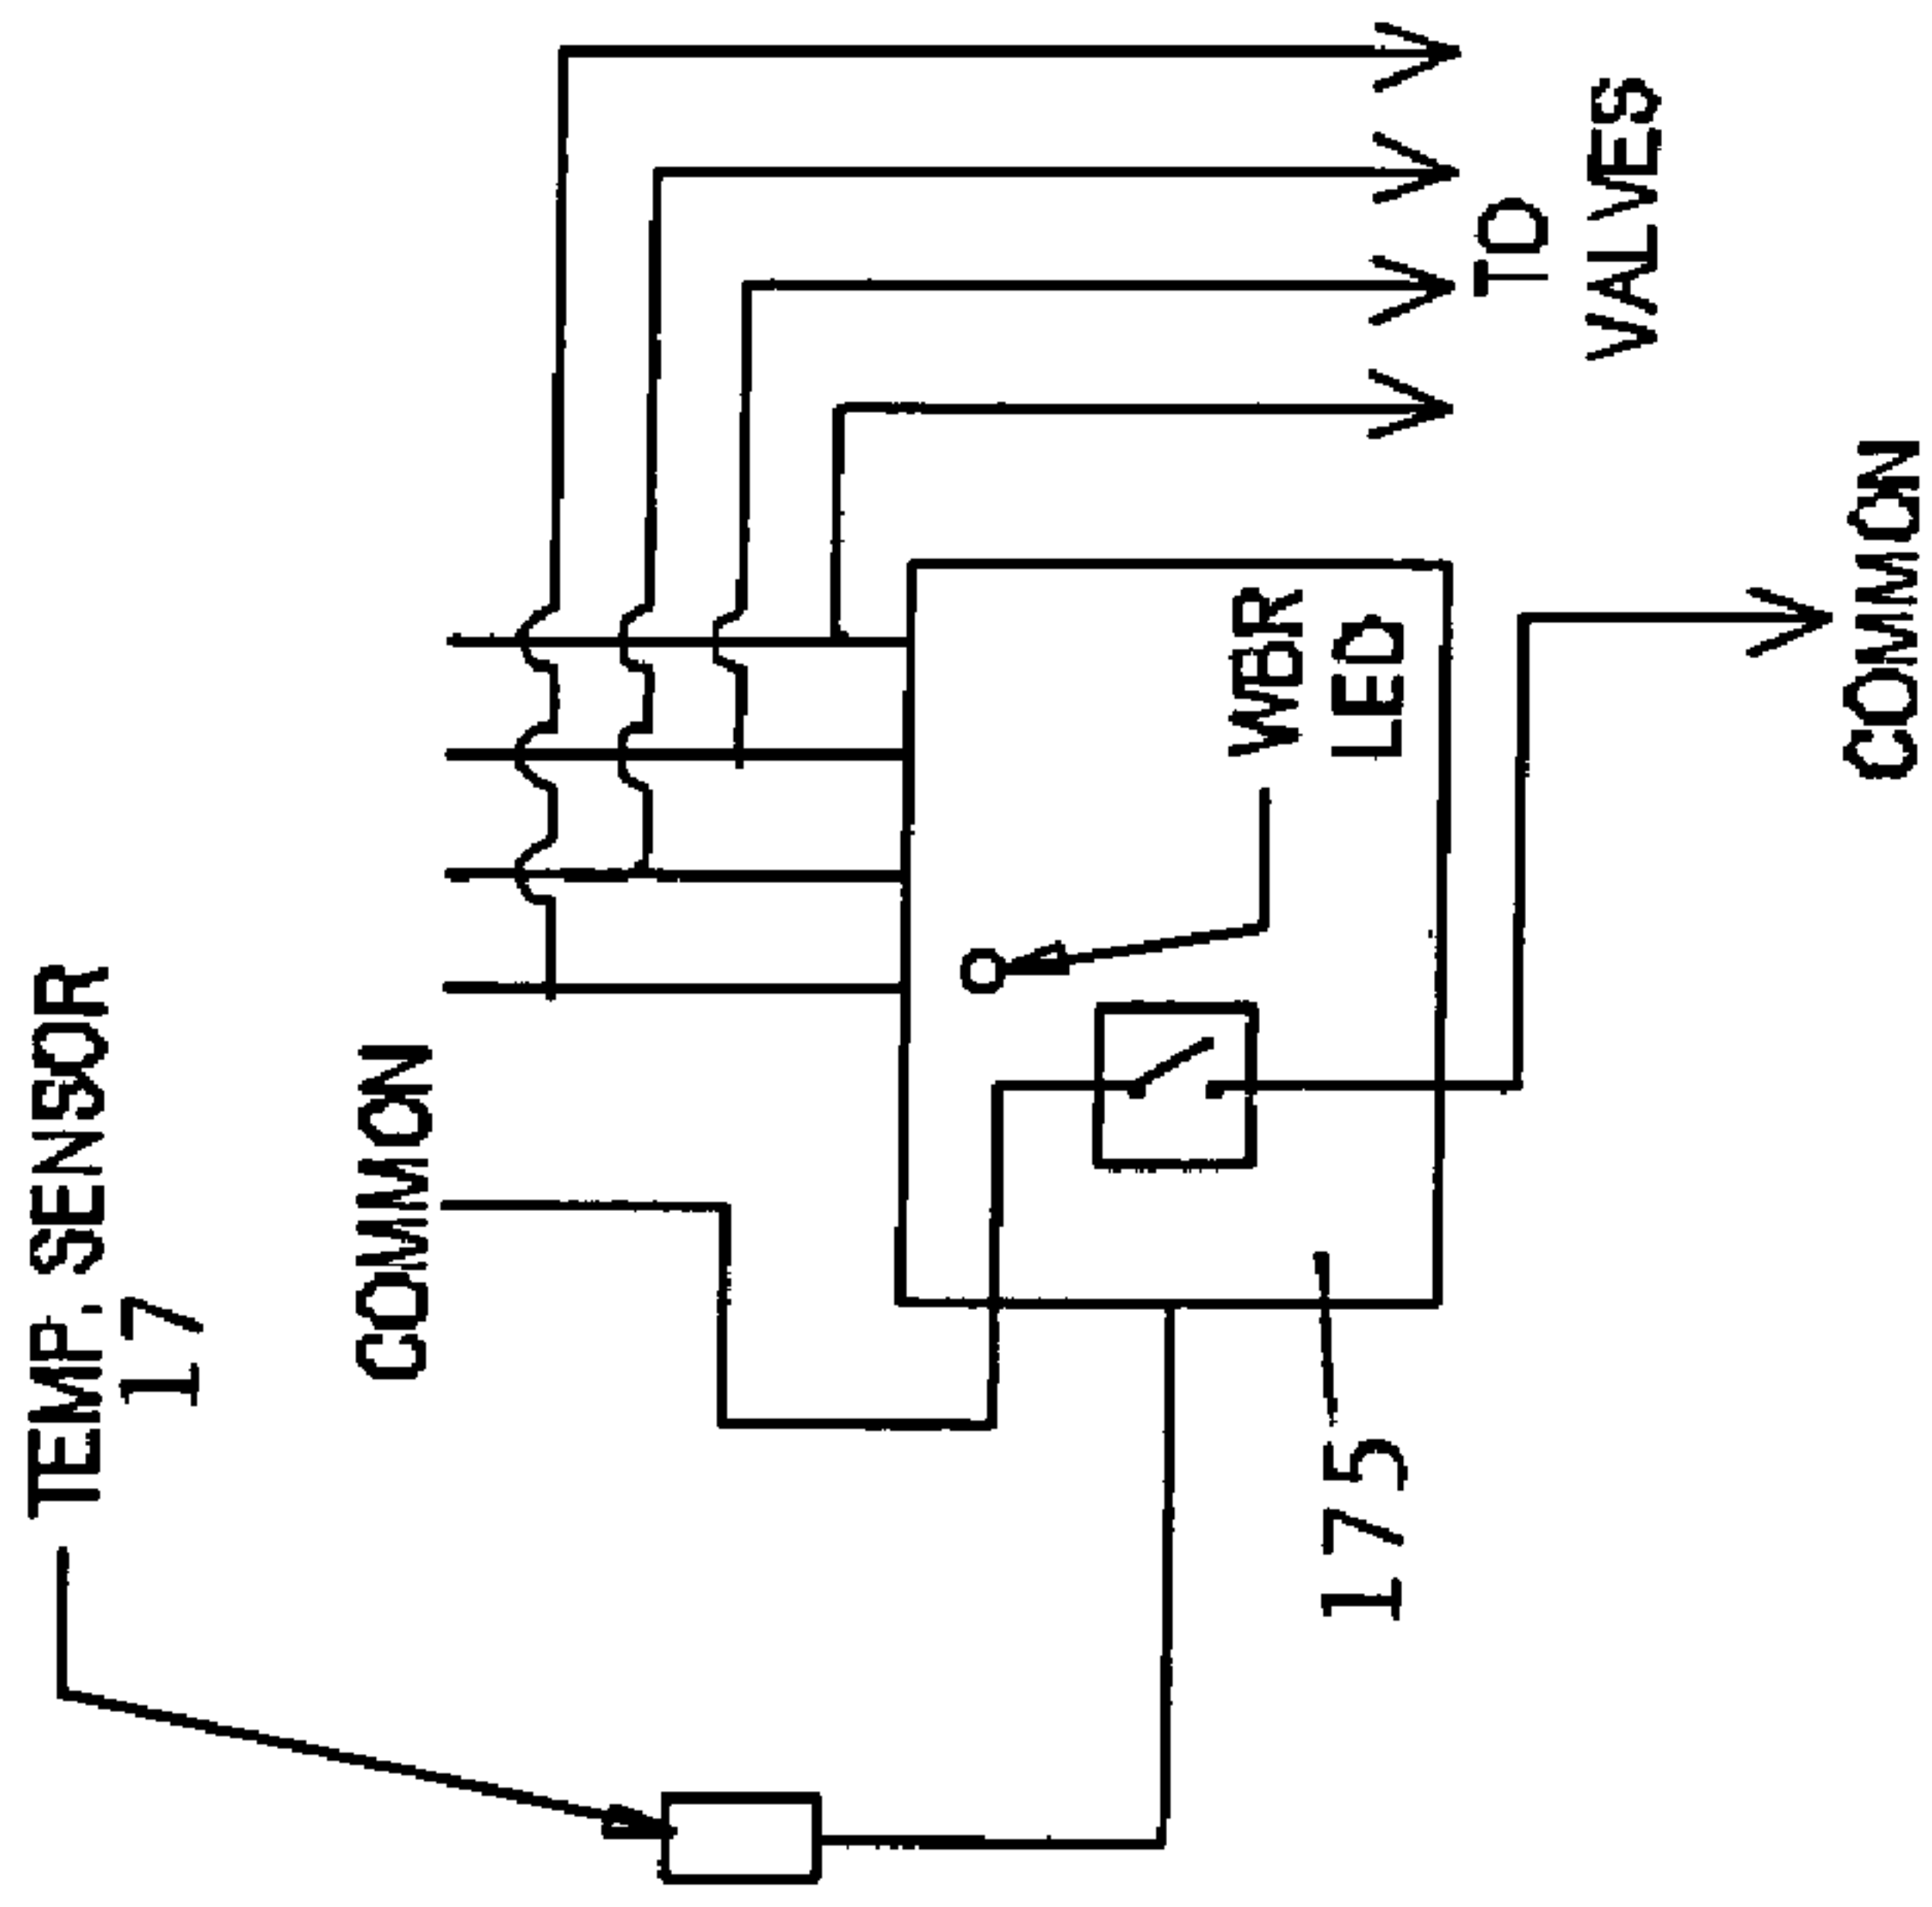 TEMP. SENSOR
17
COMMON
175
WBR
LED
TO
VALVES
COMMON